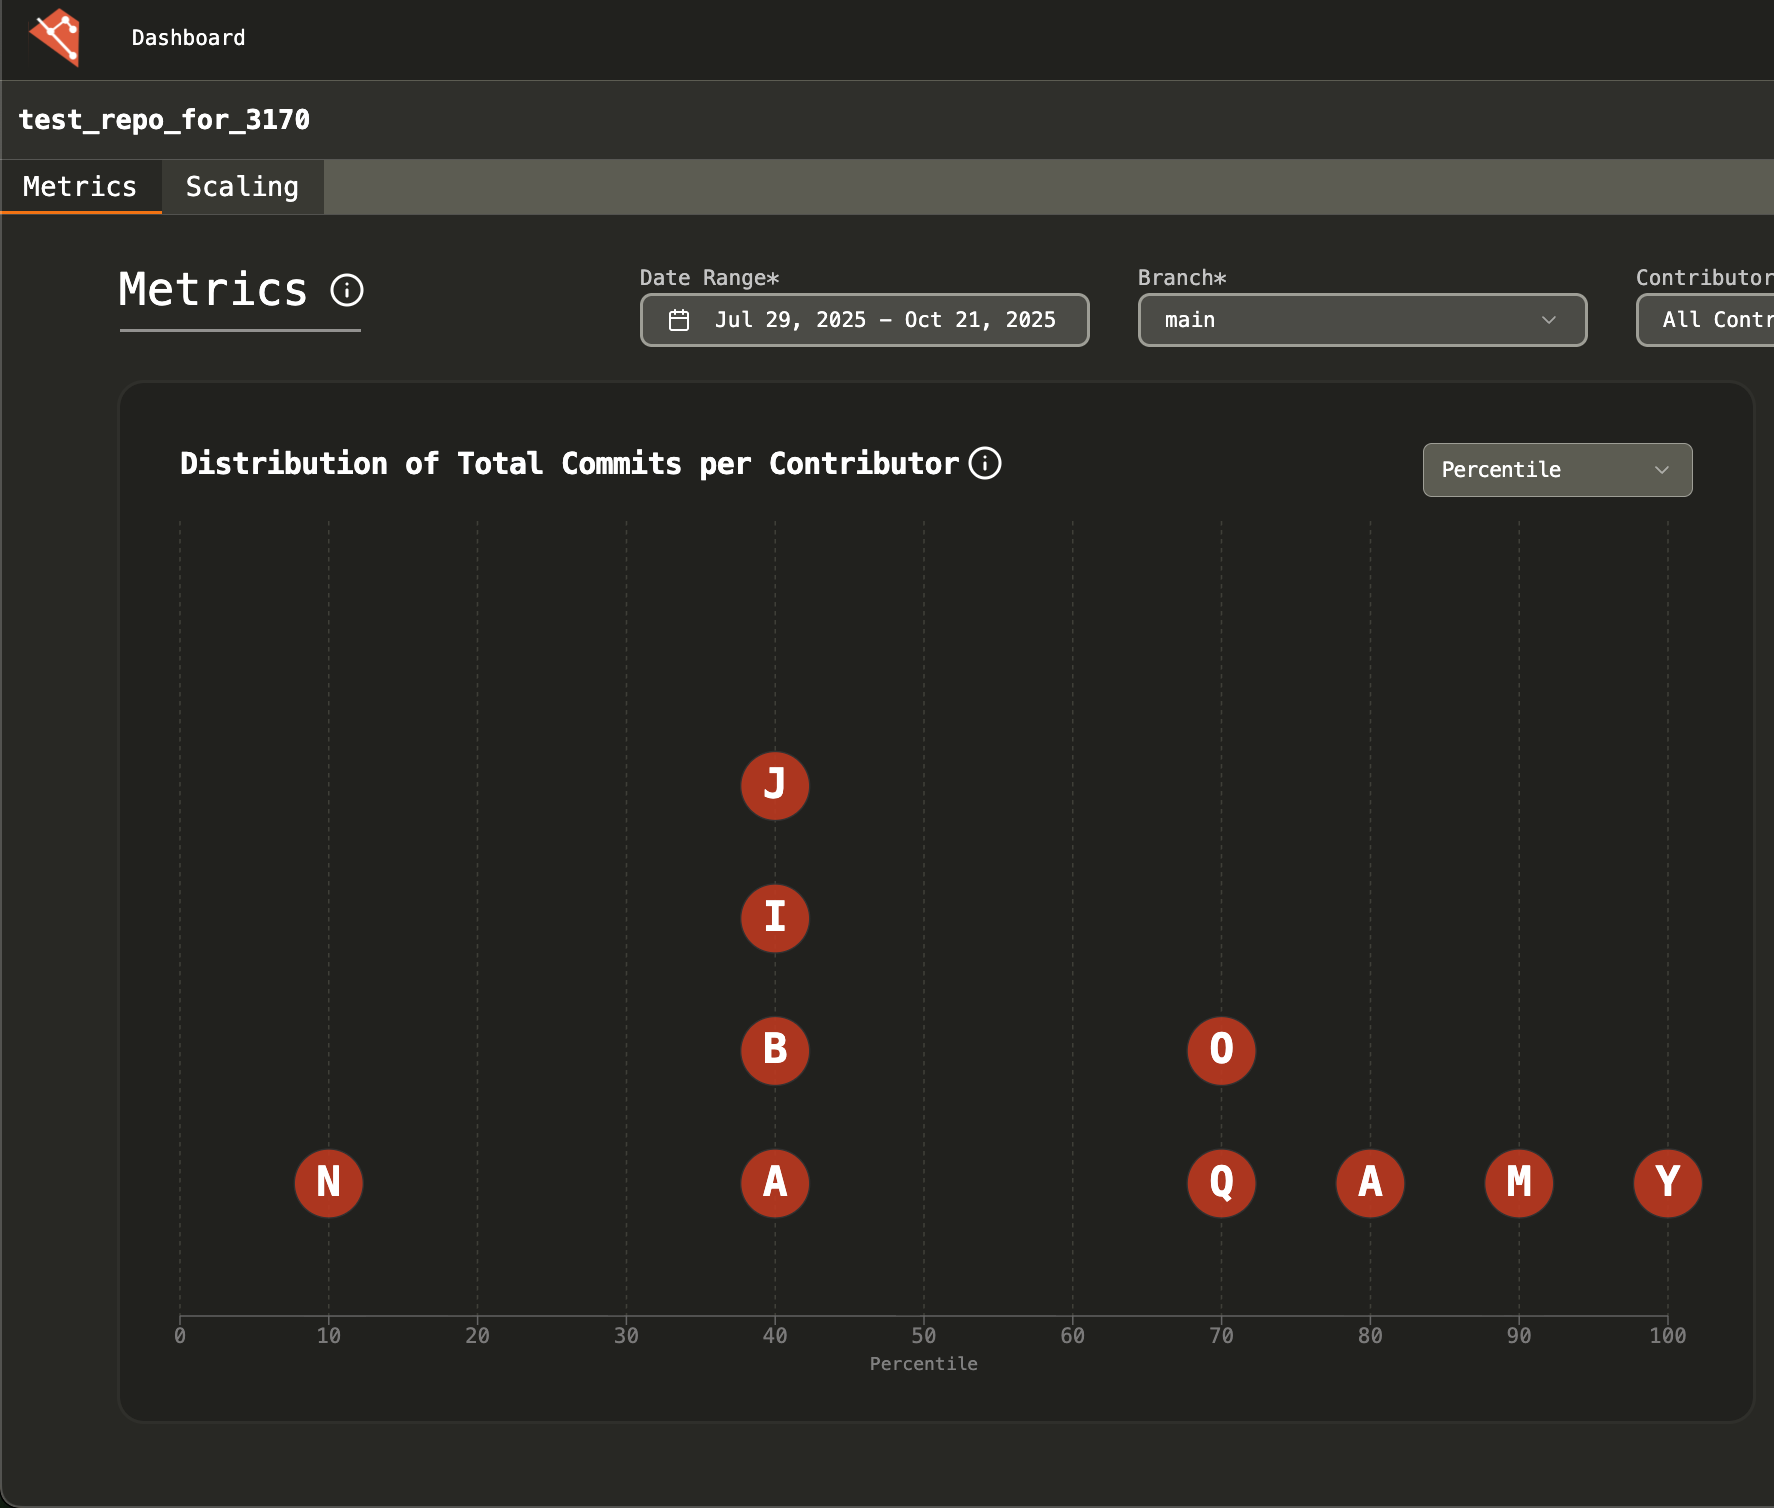 Dashboard
test_repo_for_3170
Metrics
Scaling
Metrics
Date Range*
Jul 29, 2025 – Oct 21, 2025
Branch*
main
Contributor
All Contr
Distribution of Total Commits per Contributor
Percentile
J
I
B
O
N
A
Q
A
M
Y
0 10 20 30 40 50 60 70 80 90 100
Percentile